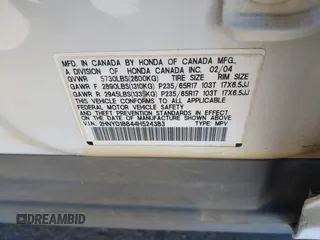 IN CANADA BY HONDA OF CANADA MFG.,
A DIVISION OF HONDA CANADA INC. 02/04
GVWR 5730LBS(2600KG) TIRE SIZE RIM SIZE
GAWR F 2890LBS(1310KG) P235/65R17 103T 17X6.5JJ
GAWR R 2945LBS(1335KG) P235/65R17 103T 17X6.5JJ
THIS VEHICLE CONFORMS TO ALL APPLICABLE
FEDERAL MOTOR VEHICLE SAFETY AND
THEFT PREVENTION STANDARDS IN EFFECT ON
THE DATE OF MANUFACTURE SHOWN ABOVE.
V.I.N.: 2HNYD18844H524383 TYPE: MPV
DREAMBID